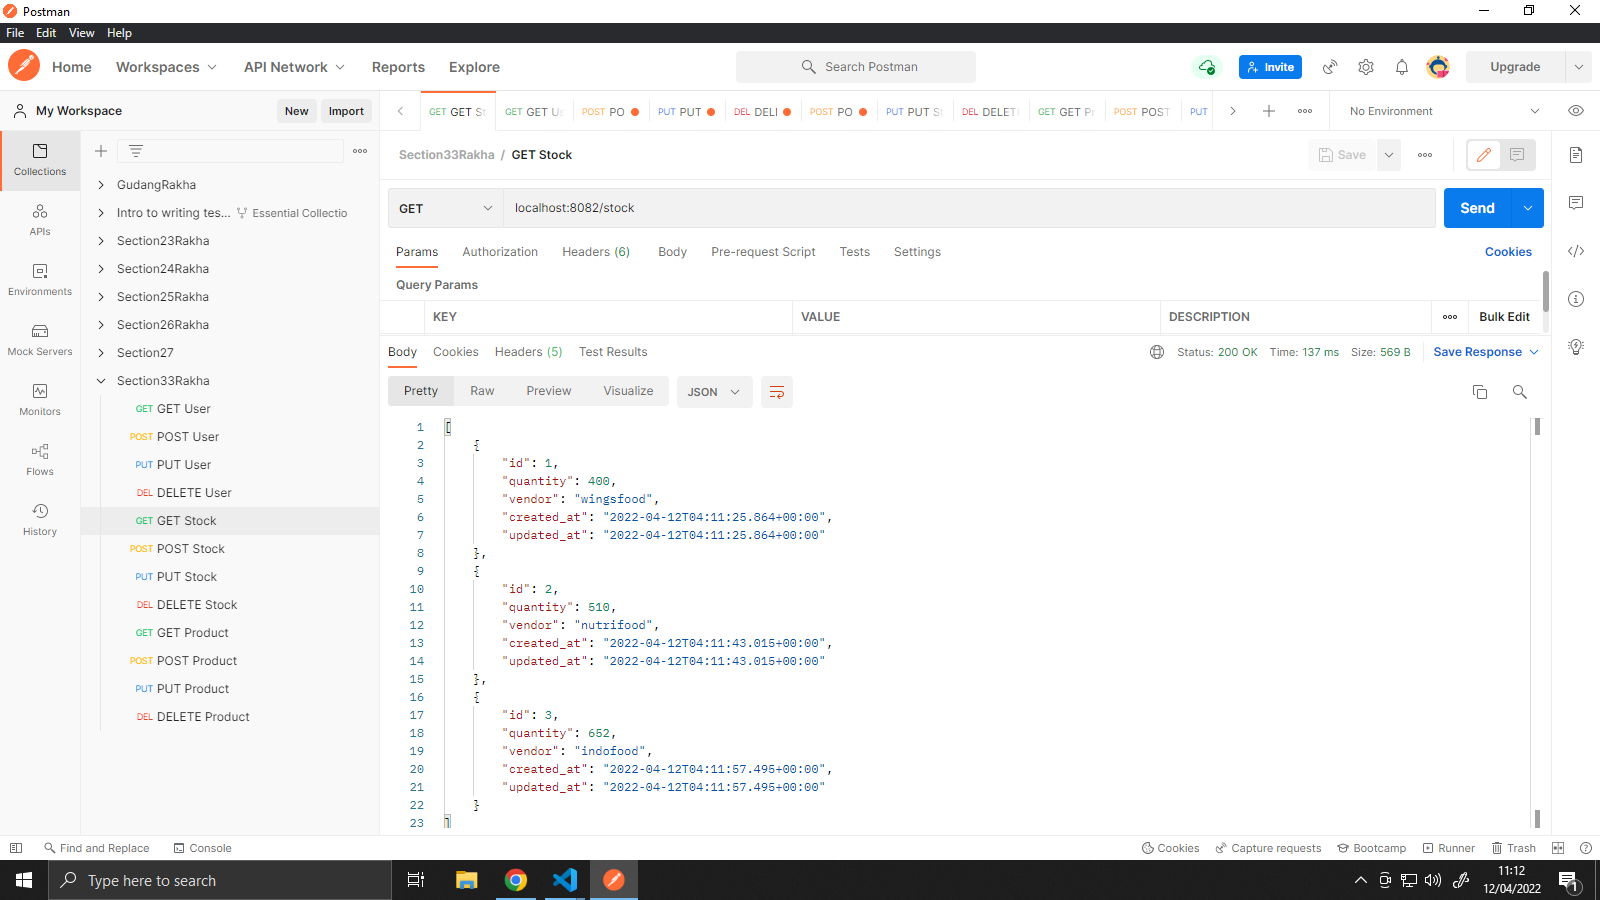 Postman
File Edit View Help
Home Workspaces API Network Reports Explore Search Postman Invite Upgrade
My Workspace New Import
GET GET St GET GET Us POST PO PUT PUT DEL DELI POST PO PUT PUT St DEL DELETE GET GET Pr POST POST PUT No Environment
Collections
APIs
Environments
Mock Servers
Monitors
Flows
History
GudangRakha
Intro to writing tes... Essential Collectio
Section23Rakha
Section24Rakha
Section25Rakha
Section26Rakha
Section27
Section33Rakha
GET GET User
POST POST User
PUT PUT User
DEL DELETE User
GET GET Stock
POST POST Stock
PUT PUT Stock
DEL DELETE Stock
GET GET Product
POST POST Product
PUT PUT Product
DEL DELETE Product
Section33Rakha / GET Stock Save
GET localhost:8082/stock Send
Params Authorization Headers (6) Body Pre-request Script Tests Settings Cookies
Query Params
KEY VALUE DESCRIPTION Bulk Edit
Body Cookies Headers (5) Test Results Status: 200 OK Time: 137 ms Size: 569 B Save Response
Pretty Raw Preview Visualize JSON
1 [
2 {
3 "id": 1,
4 "quantity": 400,
5 "vendor": "wingsfood",
6 "created_at": "2022-04-12T04:11:25.864+00:00",
7 "updated_at": "2022-04-12T04:11:25.864+00:00"
8 },
9 {
10 "id": 2,
11 "quantity": 510,
12 "vendor": "nutrifood",
13 "created_at": "2022-04-12T04:11:43.015+00:00",
14 "updated_at": "2022-04-12T04:11:43.015+00:00"
15 },
16 {
17 "id": 3,
18 "quantity": 652,
19 "vendor": "indofood",
20 "created_at": "2022-04-12T04:11:57.495+00:00",
21 "updated_at": "2022-04-12T04:11:57.495+00:00"
22 }
23 ]
Find and Replace Console Cookies Capture requests Bootcamp Runner Trash
Type here to search
11:12
12/04/2022
1